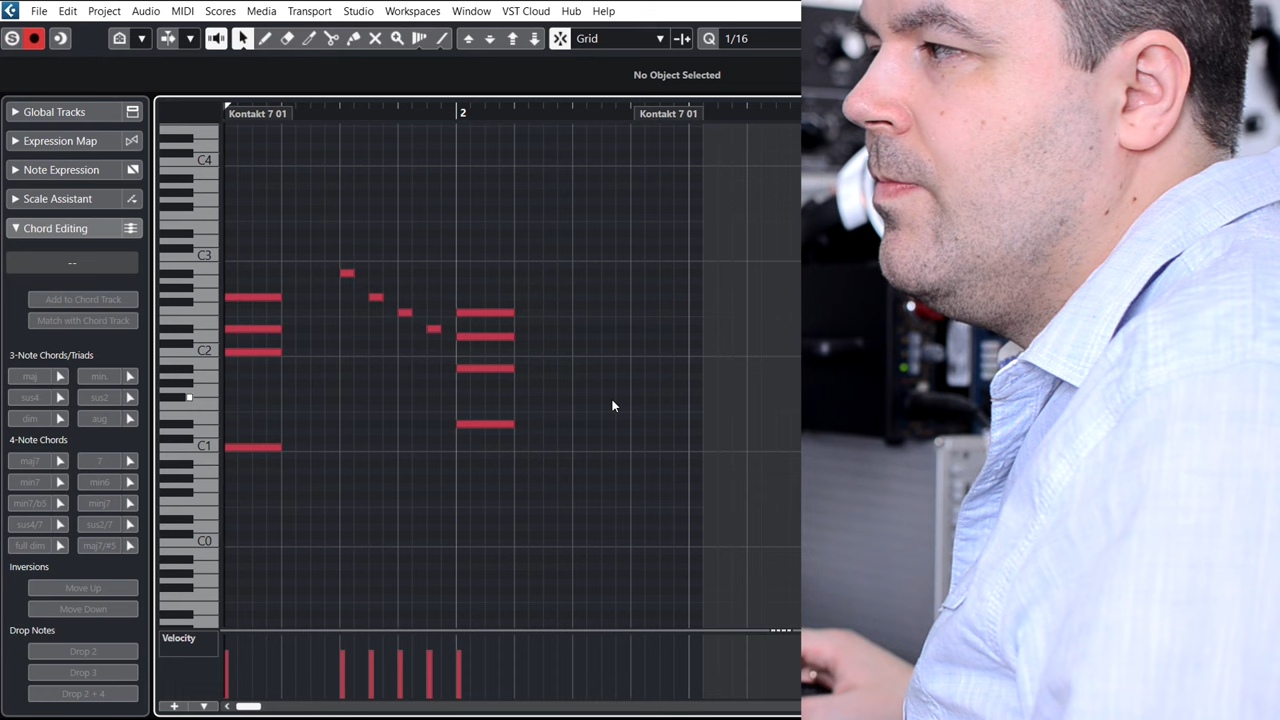 File Edit Project Audio MIDI Scores Media Transport Studio Workspaces Window VST Cloud Hub Help
S Grid Q 1/16
No Object Selected
Global Tracks
Expression Map
Note Expression
Scale Assistant
Chord Editing
--
Add to Chord Track
Match with Chord Track
3-Note Chords/Triads
maj min
sus4 sus2
dim aug
4-Note Chords
maj7 7
min7 min6
min7/b5 minj7
sus4/7 sus2/7
full dim maj7/#5
Inversions
Move Up
Move Down
Drop Notes
Drop 2
Drop 3
Drop 2 + 4
Kontakt 7 01 2 Kontakt 7 01
C4
C3
C2
C1
C0
Velocity